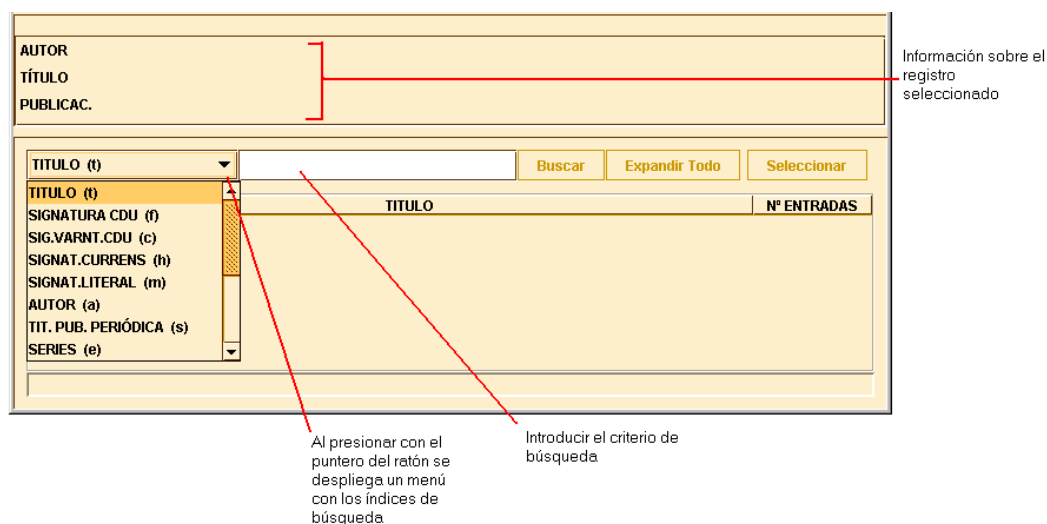 AUTOR
TÍTULO
PUBLICAC.
Información sobre el
registro
seleccionado
TITULO (t)
Buscar
Expandir Todo
Seleccionar
TITULO (t)
SIGNATURA CDU (f)
SIG.VARNT.CDU (c)
SIGNAT.CURRENS (h)
SIGNAT.LITERAL (m)
AUTOR (a)
TIT. PUB. PERIÓDICA (s)
SERIES (e)
TITULO
Nº ENTRADAS
Al presionar con el
puntero del ratón se
despliega un menú
con los índices de
búsqueda
Introducir el criterio de
búsqueda